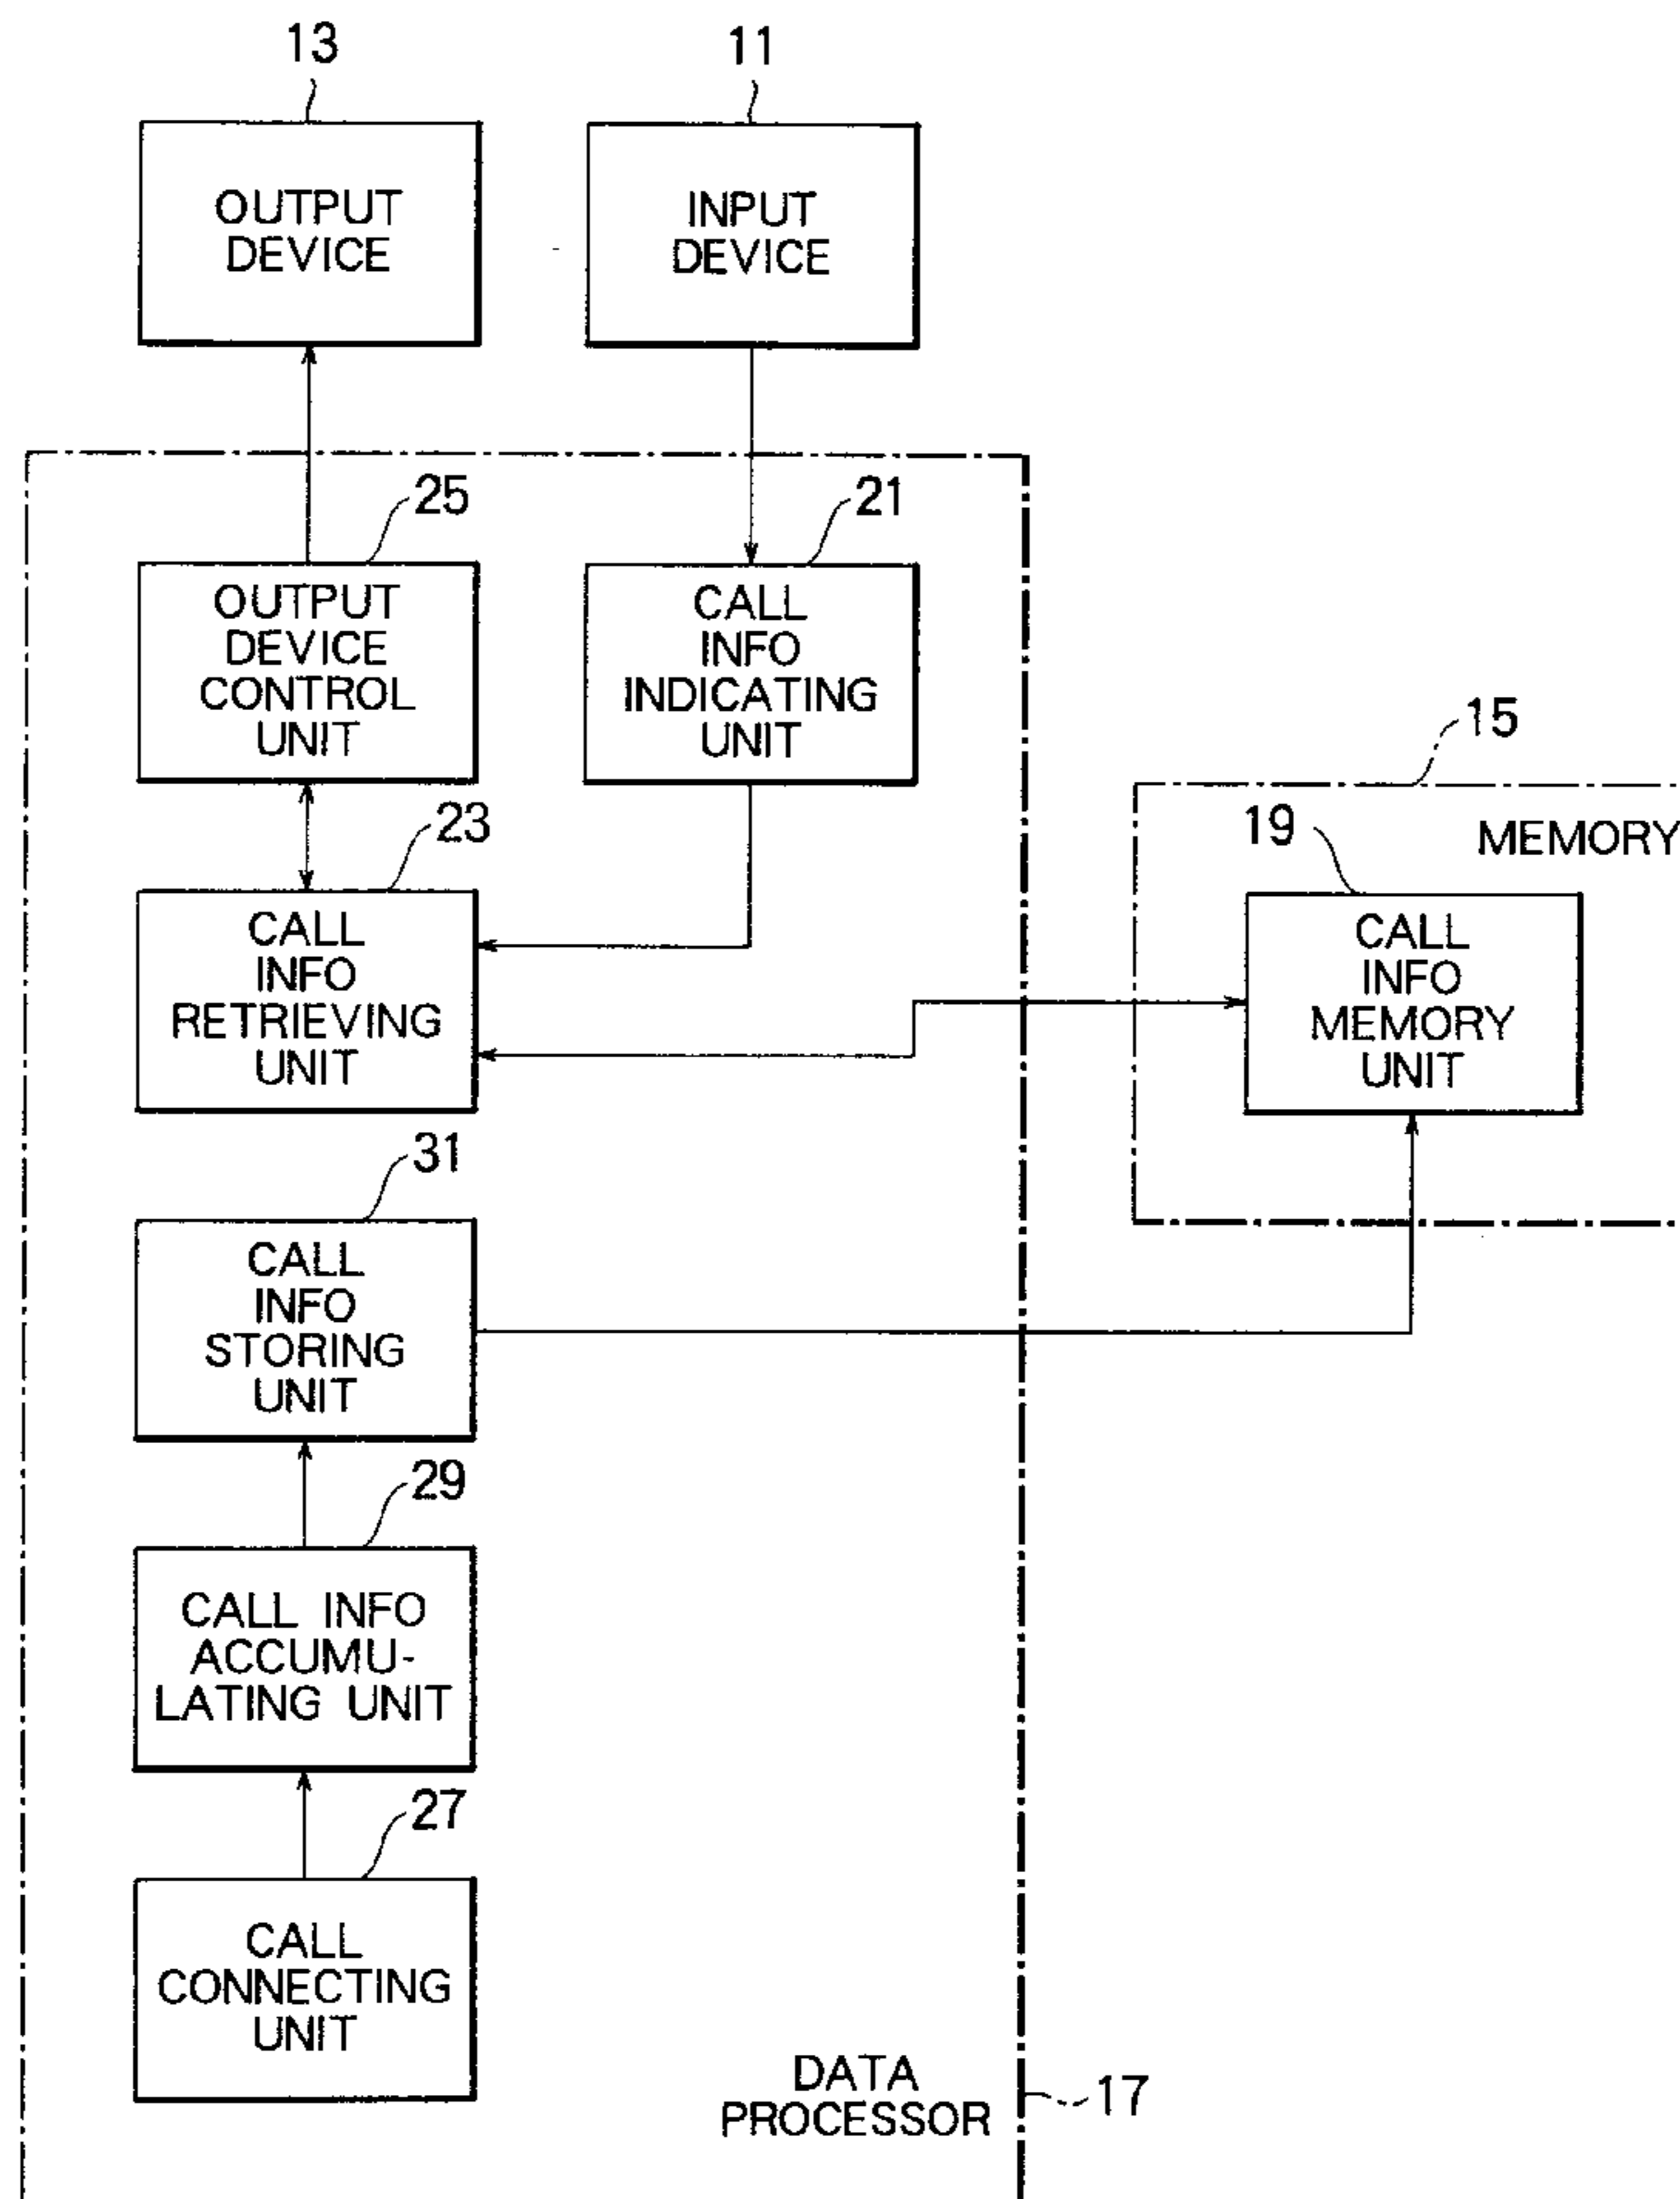 13
11
OUTPUT
DEVICE
INPUT
DEVICE
25
21
OUTPUT
DEVICE
CONTROL
UNIT
CALL
INFO
INDICATING
UNIT
15
23
19
MEMORY
CALL
INFO
RETRIEVING
UNIT
CALL
INFO
MEMORY
UNIT
31
CALL
INFO
STORING
UNIT
29
CALL INFO
ACCUMU-
LATING UNIT
27
CALL
CONNECTING
UNIT
DATA
PROCESSOR
17